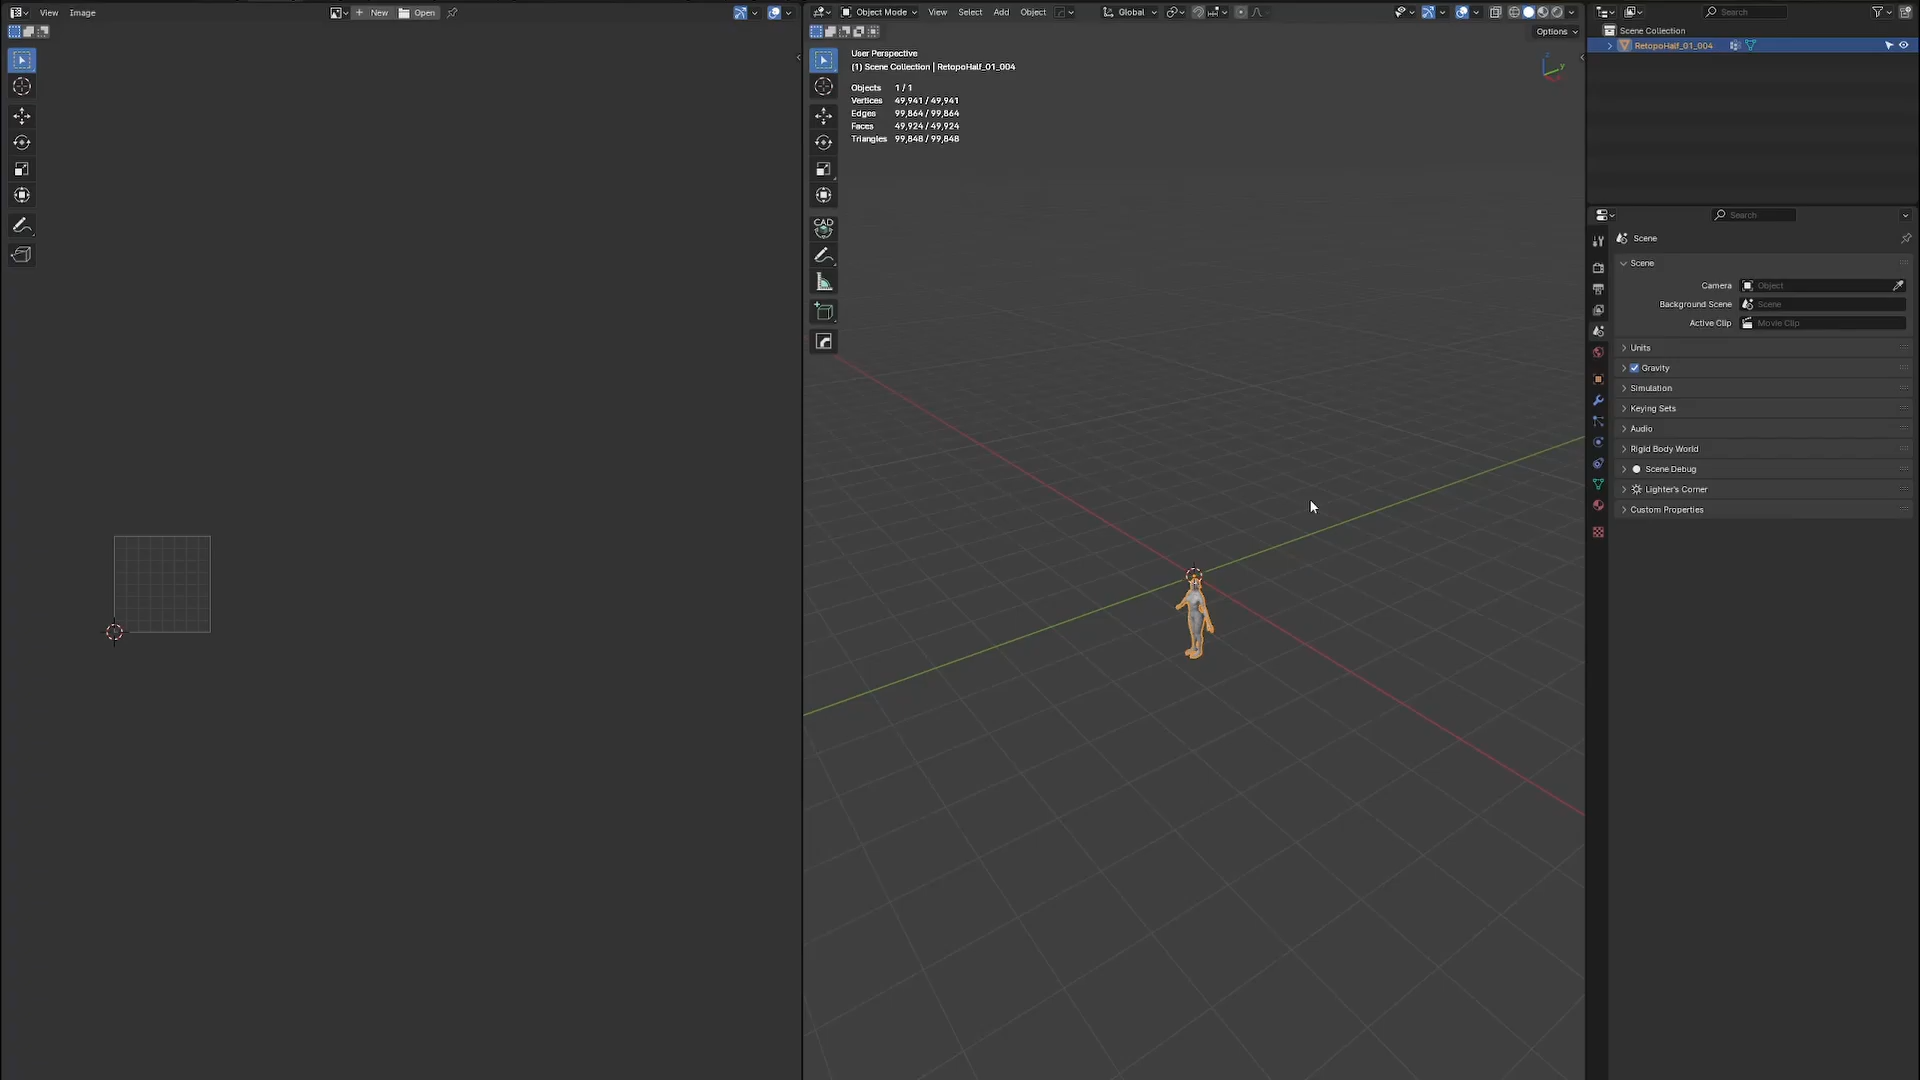 View Image New Open
Object Mode View Select Add Object Global
Options
User Perspective
(1) Scene Collection | RetopoHalf_01_004
Objects 1 / 1
Vertices 49,941 / 49,941
Edges 99,864 / 99,864
Faces 49,924 / 49,924
Triangles 99,848 / 99,848
CAD
Search
Scene Collection
RetopoHalf_01_004
Search
Scene
Scene
Camera Object
Background Scene Scene
Active Clip Movie Clip
Units
Gravity
Simulation
Keying Sets
Audio
Rigid Body World
Scene Debug
Lighter's Corner
Custom Properties